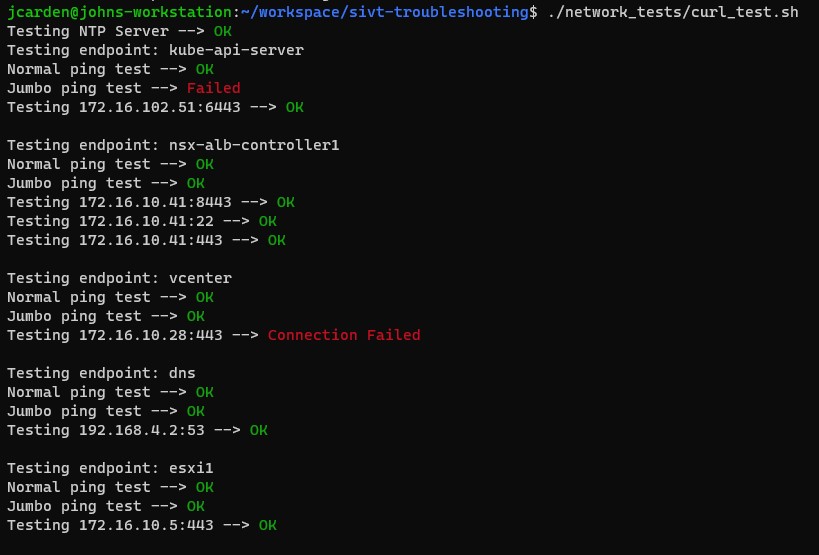 jcarden@johns-workstation:~/workspace/sivt-troubleshooting$ ./network_tests/curl_test.sh
Testing NTP Server --> OK
Testing endpoint: kube-api-server
Normal ping test --> OK
Jumbo ping test --> Failed
Testing 172.16.102.51:6443 --> OK

Testing endpoint: nsx-alb-controller1
Normal ping test --> OK
Jumbo ping test --> OK
Testing 172.16.10.41:8443 --> OK
Testing 172.16.10.41:22 --> OK
Testing 172.16.10.41:443 --> OK

Testing endpoint: vcenter
Normal ping test --> OK
Jumbo ping test --> OK
Testing 172.16.10.28:443 --> Connection Failed

Testing endpoint: dns
Normal ping test --> OK
Jumbo ping test --> OK
Testing 192.168.4.2:53 --> OK

Testing endpoint: esxi1
Normal ping test --> OK
Jumbo ping test --> OK
Testing 172.16.10.5:443 --> OK